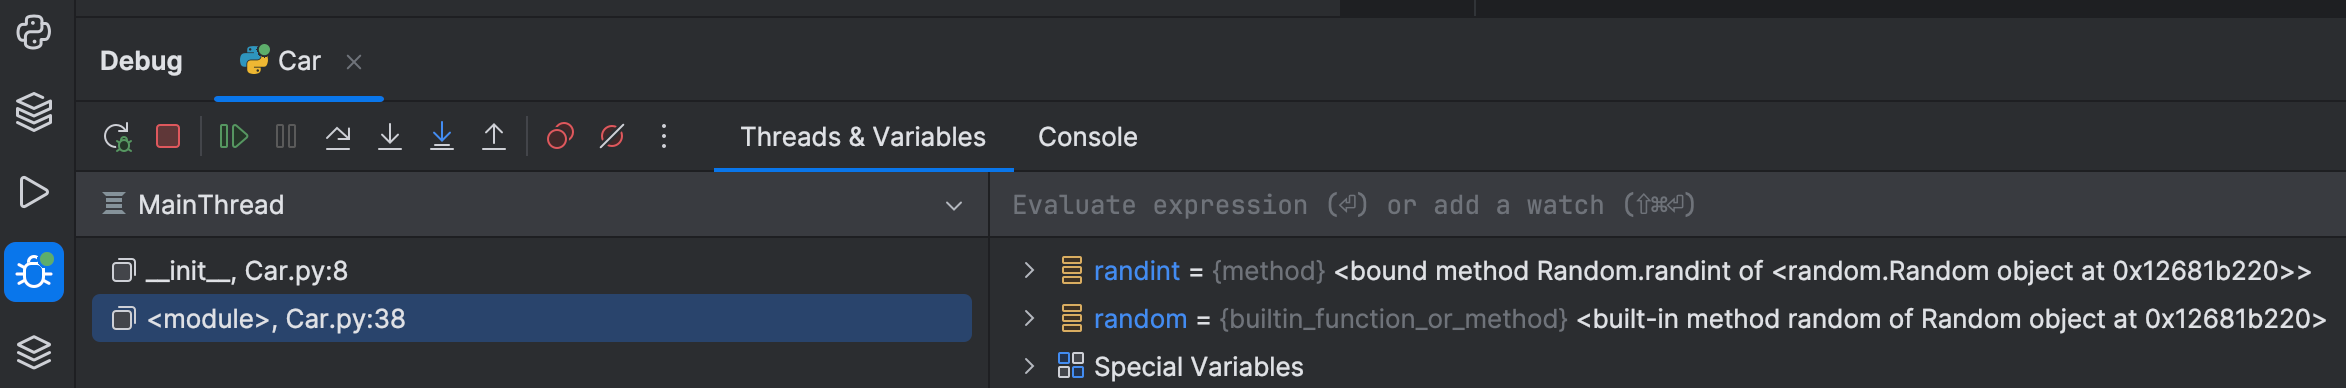 Debug Car
Threads & Variables Console
MainThread
Evaluate expression (⏎) or add a watch (⇧⌘⏎)
__init__, Car.py:8
<module>, Car.py:38
randint = {method} <bound method Random.randint of <random.Random object at 0x12681b220>>
random = {builtin_function_or_method} <built-in method random of Random object at 0x12681b220>
Special Variables